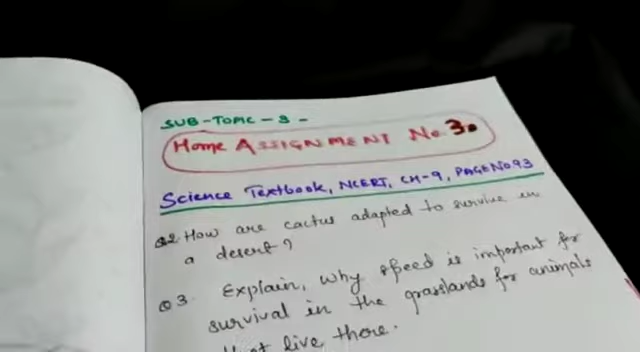 SUB-TOPIC-3-
Home ASSIGNMENT No.3.
Science Textbook, NCERT, CH-9, PAGE No 93
Q2. How are cactus adapted to survive in
a desert?
Q3. Explain, why speed is important for
survival in the grasslands for animals
that live there.